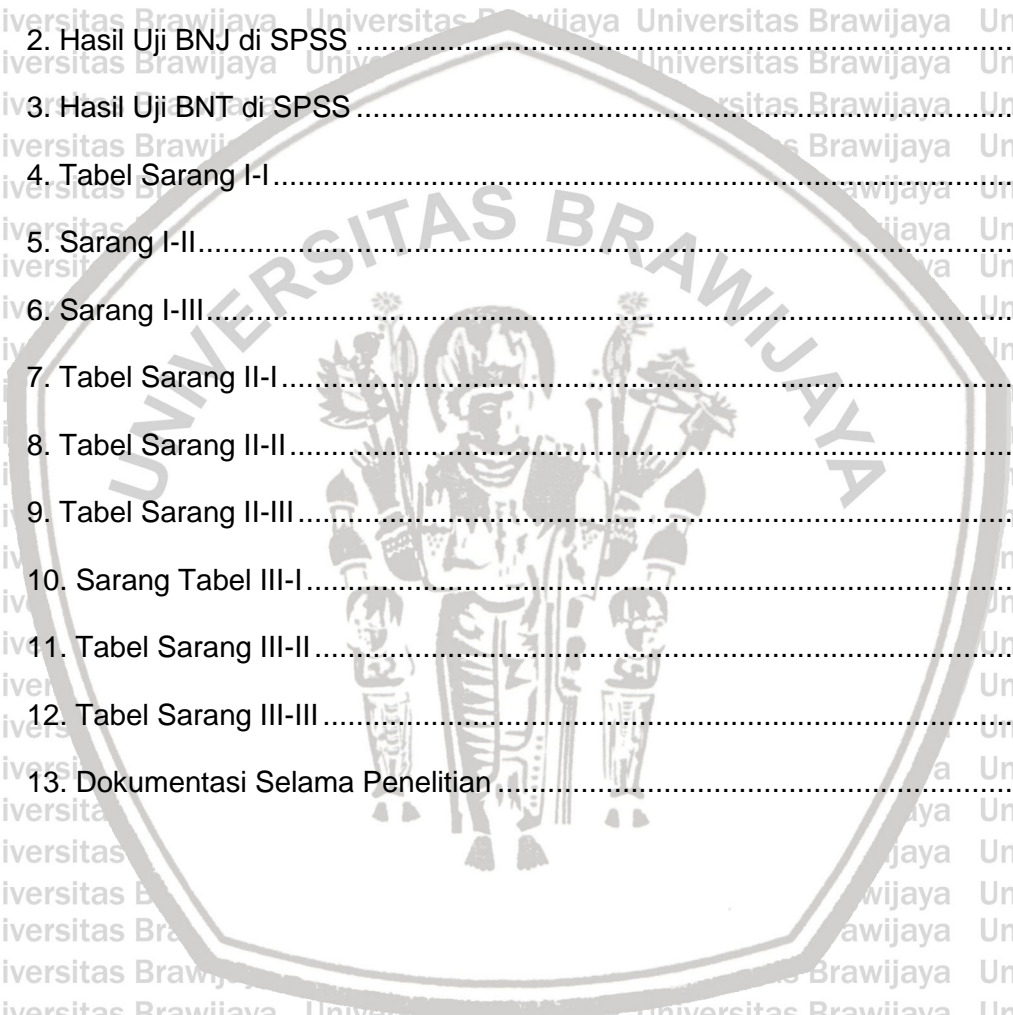 2. Hasil Uji BNJ di SPSS ........................................................................
3. Hasil Uji BNT di SPSS ........................................................................
4. Tabel Sarang I-I ........................................................................
5. Sarang I-II ........................................................................
6. Sarang I-III ........................................................................
7. Tabel Sarang II-I ........................................................................
8. Tabel Sarang II-II ........................................................................
9. Tabel Sarang II-III ........................................................................
10. Sarang Tabel III-I ........................................................................
11. Tabel Sarang III-II ........................................................................
12. Tabel Sarang III-III ........................................................................
13. Dokumentasi Selama Penelitian ........................................................................
UNIVERSITAS BRAWIJAYA